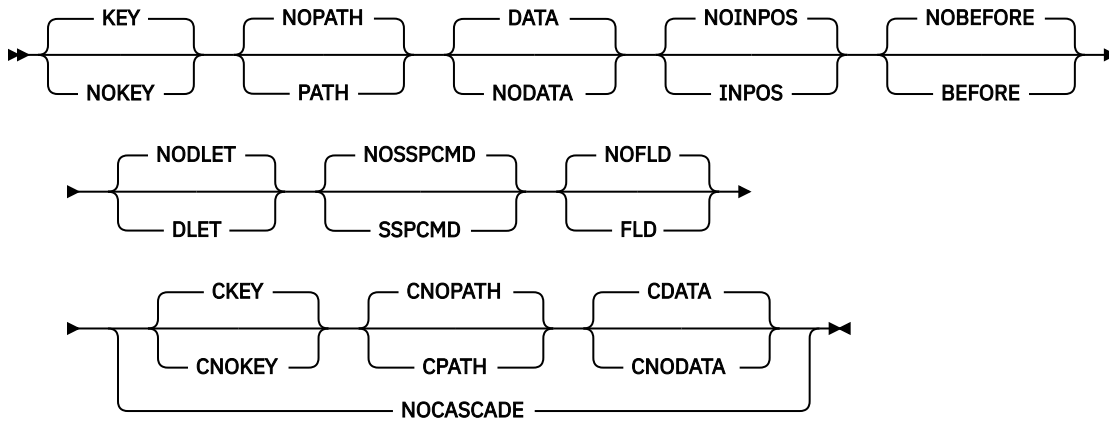 KEY NOPATH DATA NOINPOS NOBEFORE
NOKEY PATH NODATA INPOS BEFORE
NODLET NOSSPCMD NOFLD
DLET SSPCMD FLD
CKEY CNOPATH CDATA
CNOKEY CPATH CNODATA
NOCASCADE